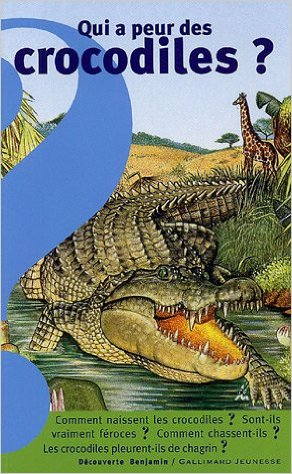 Qui a peur des
crocodiles ?
Comment naissent les crocodiles ? Sont-ils
vraiment féroces ? Comment chassent-ils ?
Les crocodiles pleurent-ils de chagrin ?
Découverte Benjamin / GALLIMARD JEUNESSE